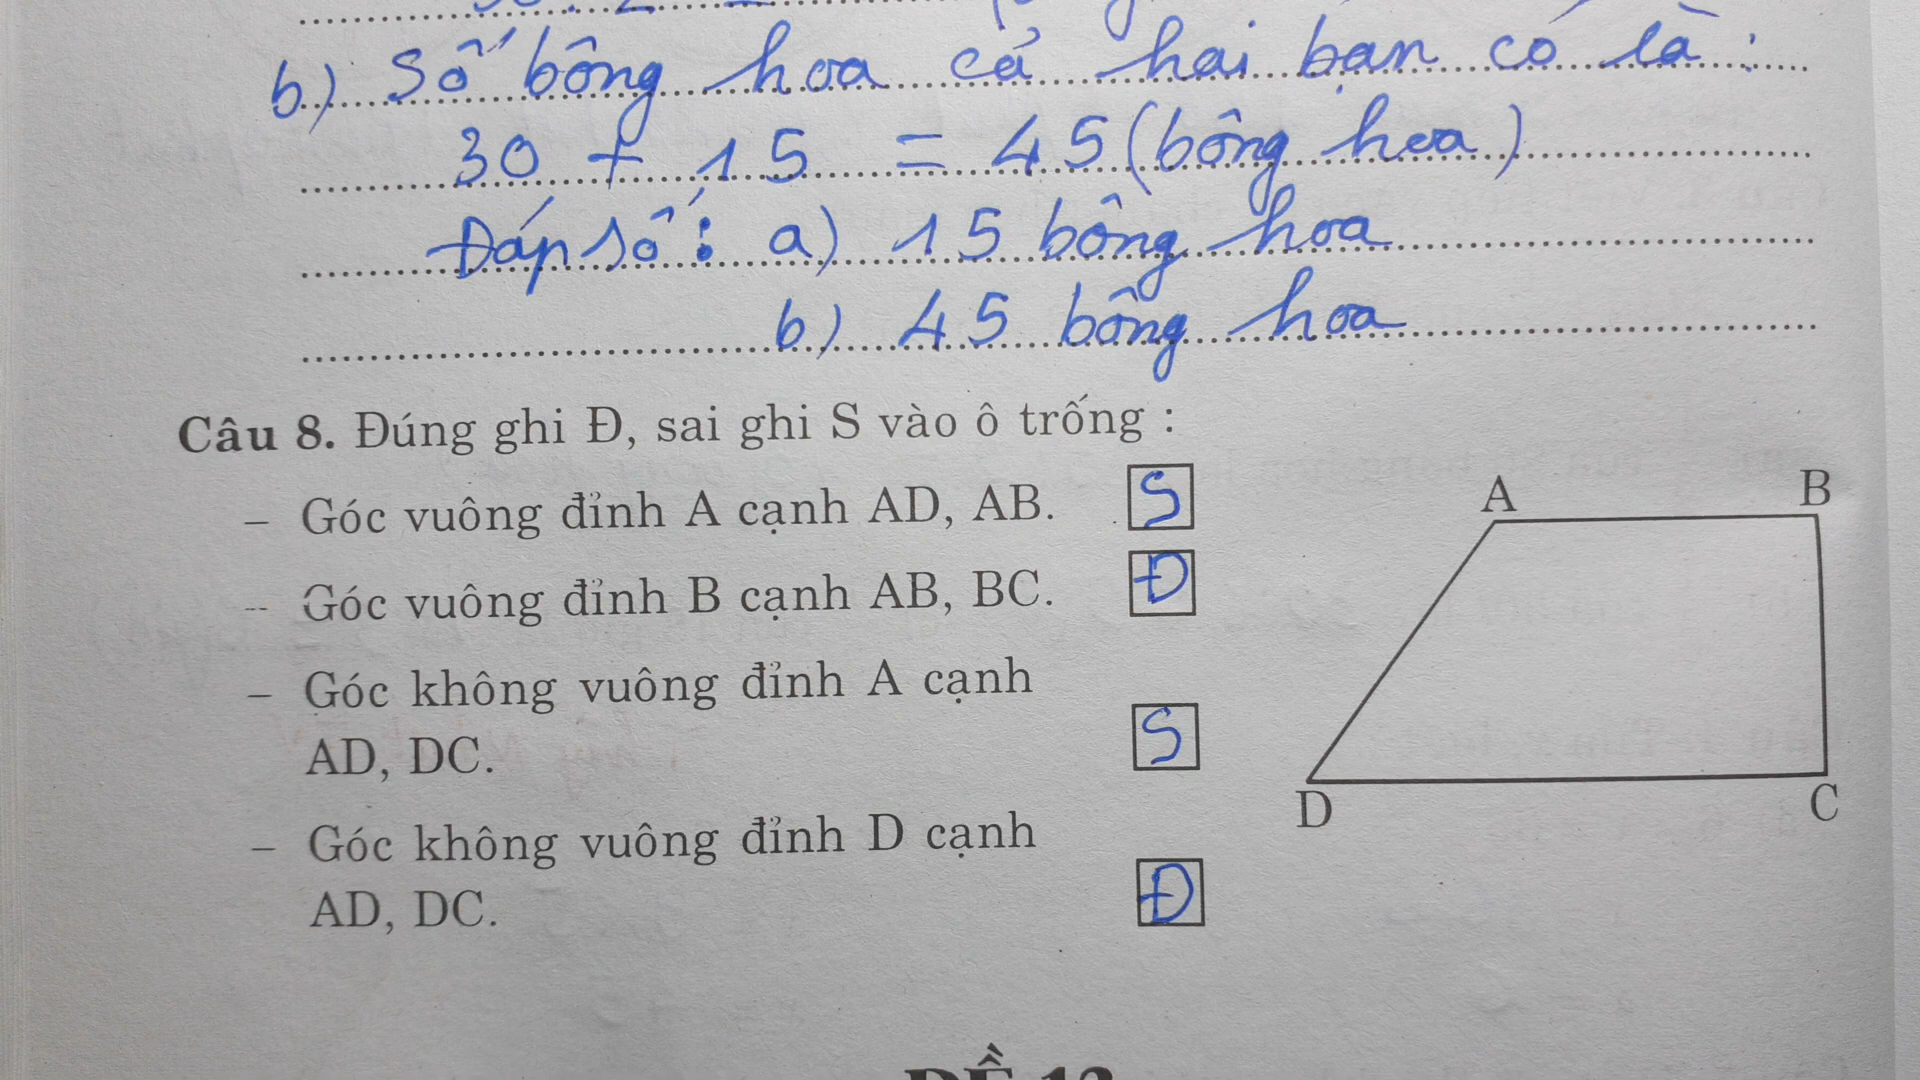 b) Số bông hoa cả hai bạn có là :
30 + 15 = 45 (bông hoa)
Đáp số : a) 15 bông hoa
b) 45 bông hoa
Câu 8. Đúng ghi Đ, sai ghi S vào ô trống :
– Góc vuông đỉnh A cạnh AD, AB. S
– Góc vuông đỉnh B cạnh AB, BC. Đ
– Góc không vuông đỉnh A cạnh
AD, DC. S
– Góc không vuông đỉnh D cạnh
AD, DC. Đ
A B
D C